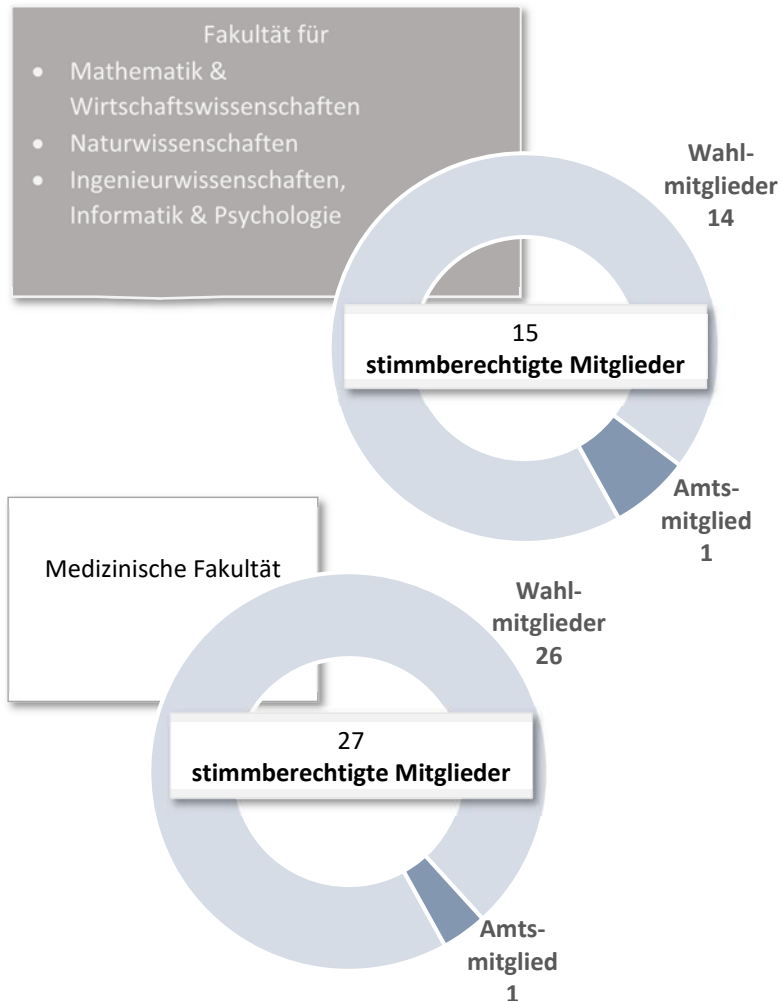 Fakultät für
• Mathematik &
Wirtschaftswissenschaften
• Naturwissenschaften
• Ingenieurwissenschaften,
Informatik & Psychologie
Wahl-
mitglieder
14
15
stimmberechtigte Mitglieder
Amts-
mitglied
1
Medizinische Fakultät
Wahl-
mitglieder
26
27
stimmberechtigte Mitglieder
Amts-
mitglied
1